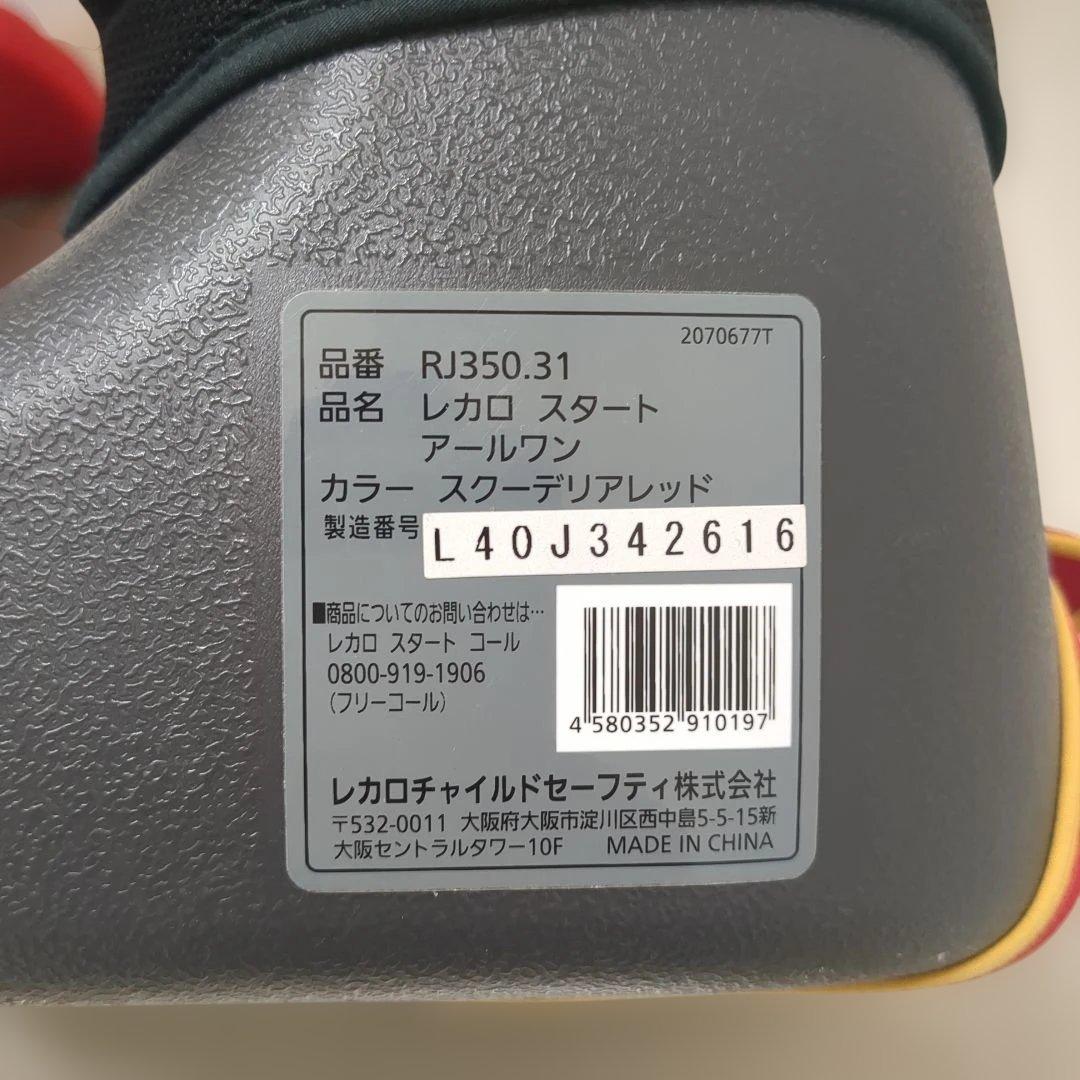 2070677T
品番 RJ350.31
品名 レカロ スタート
アールワン
カラー スクーデリアレッド
製造番号 L40J342616
■商品についてのお問い合わせは…
レカロ スタート コール
0800-919-1906
（フリーコール）
4 580352 910197
レカロチャイルドセーフティ株式会社
〒532-0011 大阪府大阪市淀川区西中島5-5-15新
大阪セントラルタワー10F MADE IN CHINA